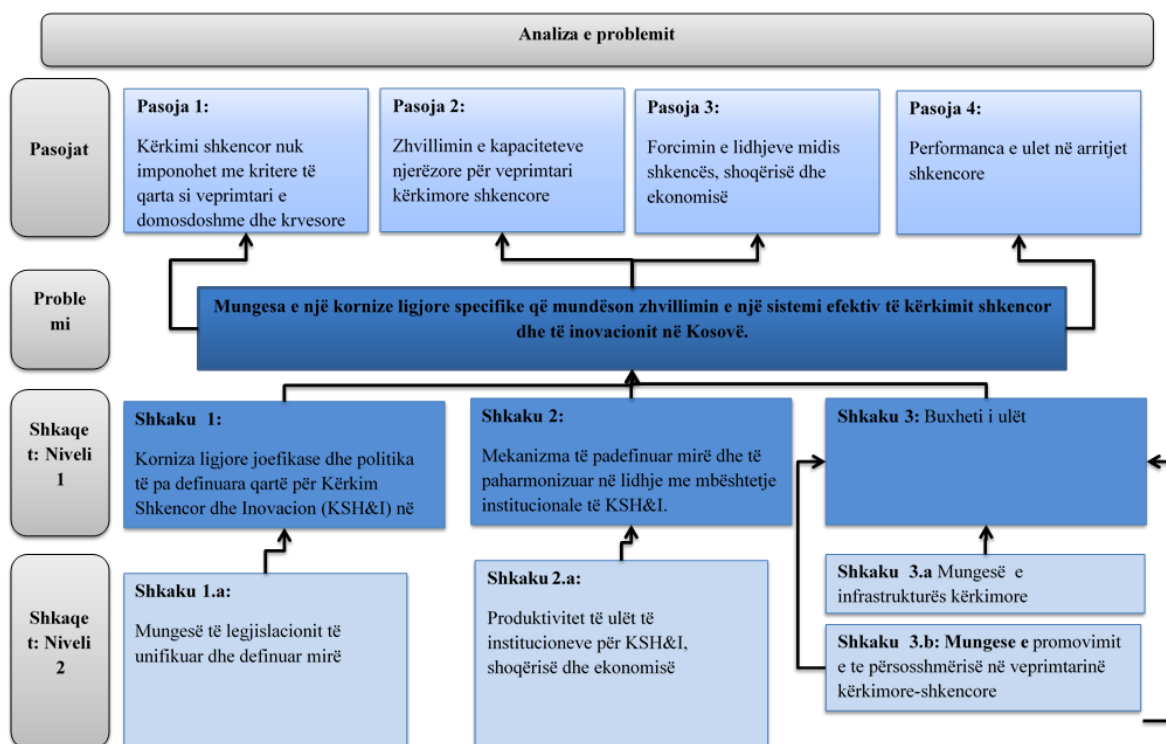 Analiza e problemit
Pasojat
Pasoja 1:
Kërkimi shkencor nuk
imponohet me kritere të
qarta si veprimtari e
domosdoshme dhe krvesore
Pasoja 2:
Zhvillimin e kapaciteteve
njerëzore për veprimtari
kërkimore shkencore
Pasoja 3:
Forcimin e lidhjeve midis
shkencës, shoqërisë dhe
ekonomisë
Pasoja 4:
Performanca e ulet në arritjet
shkencore
Proble
mi
Mungesa e një kornize ligjore specifike që mundëson zhvillimin e një sistemi efektiv të kërkimit shkencor
dhe të inovacionit në Kosovë.
Shkaqe
t: Niveli
1
Shkaku 1:
Korniza ligjore joefikase dhe politika
të pa definuara qartë për Kërkim
Shkencor dhe Inovacion (KSH&I) në
Shkaku 2:
Mekanizma të padefinuar mirë dhe të
paharmonizuar në lidhje me mbështetje
institucionale të KSH&I.
Shkaku 3: Buxheti i ulët
Shkaqe
t: Niveli
2
Shkaku 1.a:
Mungesë të legjislacionit të
unifikuar dhe definuar mirë
Shkaku 2.a:
Produktivitet të ulët të
institucioneve për KSH&I,
shoqërisë dhe ekonomisë
Shkaku 3.a Mungesë e
infrastrukturës kërkimore
Shkaku 3.b: Mungese e promovimit
e te përsosshmërisë në veprimtarinë
kërkimore-shkencore